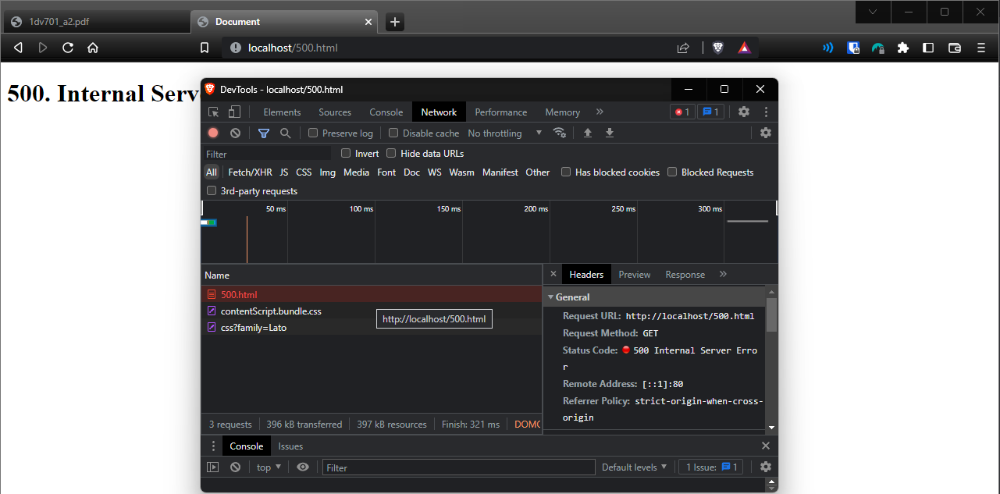 1dv701_a2.pdf
Document
localhost/500.html
500. Internal Serv
DevTools - localhost/500.html
Elements Sources Console Network Performance Memory » 1 1
Preserve log Disable cache No throttling
Filter Invert Hide data URLs
All Fetch/XHR JS CSS Img Media Font Doc WS Wasm Manifest Other Has blocked cookies Blocked Requests
3rd-party requests
50 ms 100 ms 150 ms 200 ms 250 ms 300 ms
Name
500.html
contentScript.bundle.css
css?family=Lato
http://localhost/500.html
Headers Preview Response »
General
Request URL: http://localhost/500.html
Request Method: GET
Status Code: 500 Internal Server Erro
r
Remote Address: [::1]:80
Referrer Policy: strict-origin-when-cross-
origin
3 requests 396 kB transferred 397 kB resources Finish: 321 ms DOMC
Console Issues
top Filter Default levels 1 Issue: 1